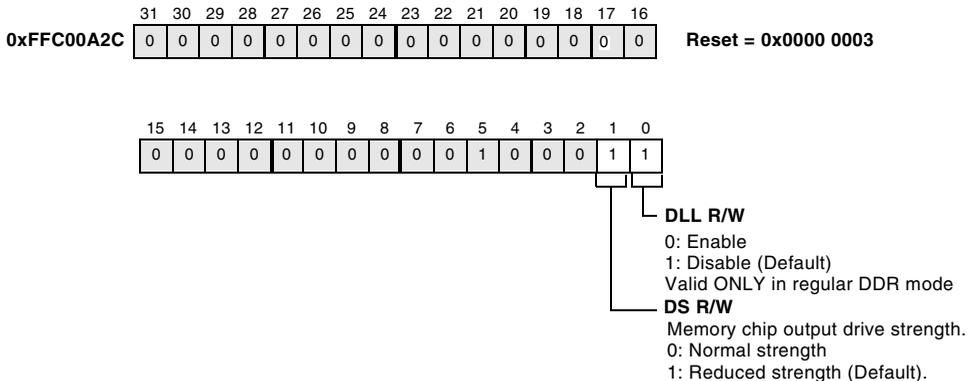 31 30 29 28 27 26 25 24 23 22 21 20 19 18 17 16
0xFFC00A2C 0 0 0 0 0 0 0 0 0 0 0 0 0 0 0 0 Reset = 0x0000 0003
15 14 13 12 11 10 9 8 7 6 5 4 3 2 1 0
0 0 0 0 0 0 0 0 0 0 1 0 0 0 1 1
DLL R/W
0: Enable
1: Disable (Default)
Valid ONLY in regular DDR mode
DS R/W
Memory chip output drive strength.
0: Normal strength
1: Reduced strength (Default).